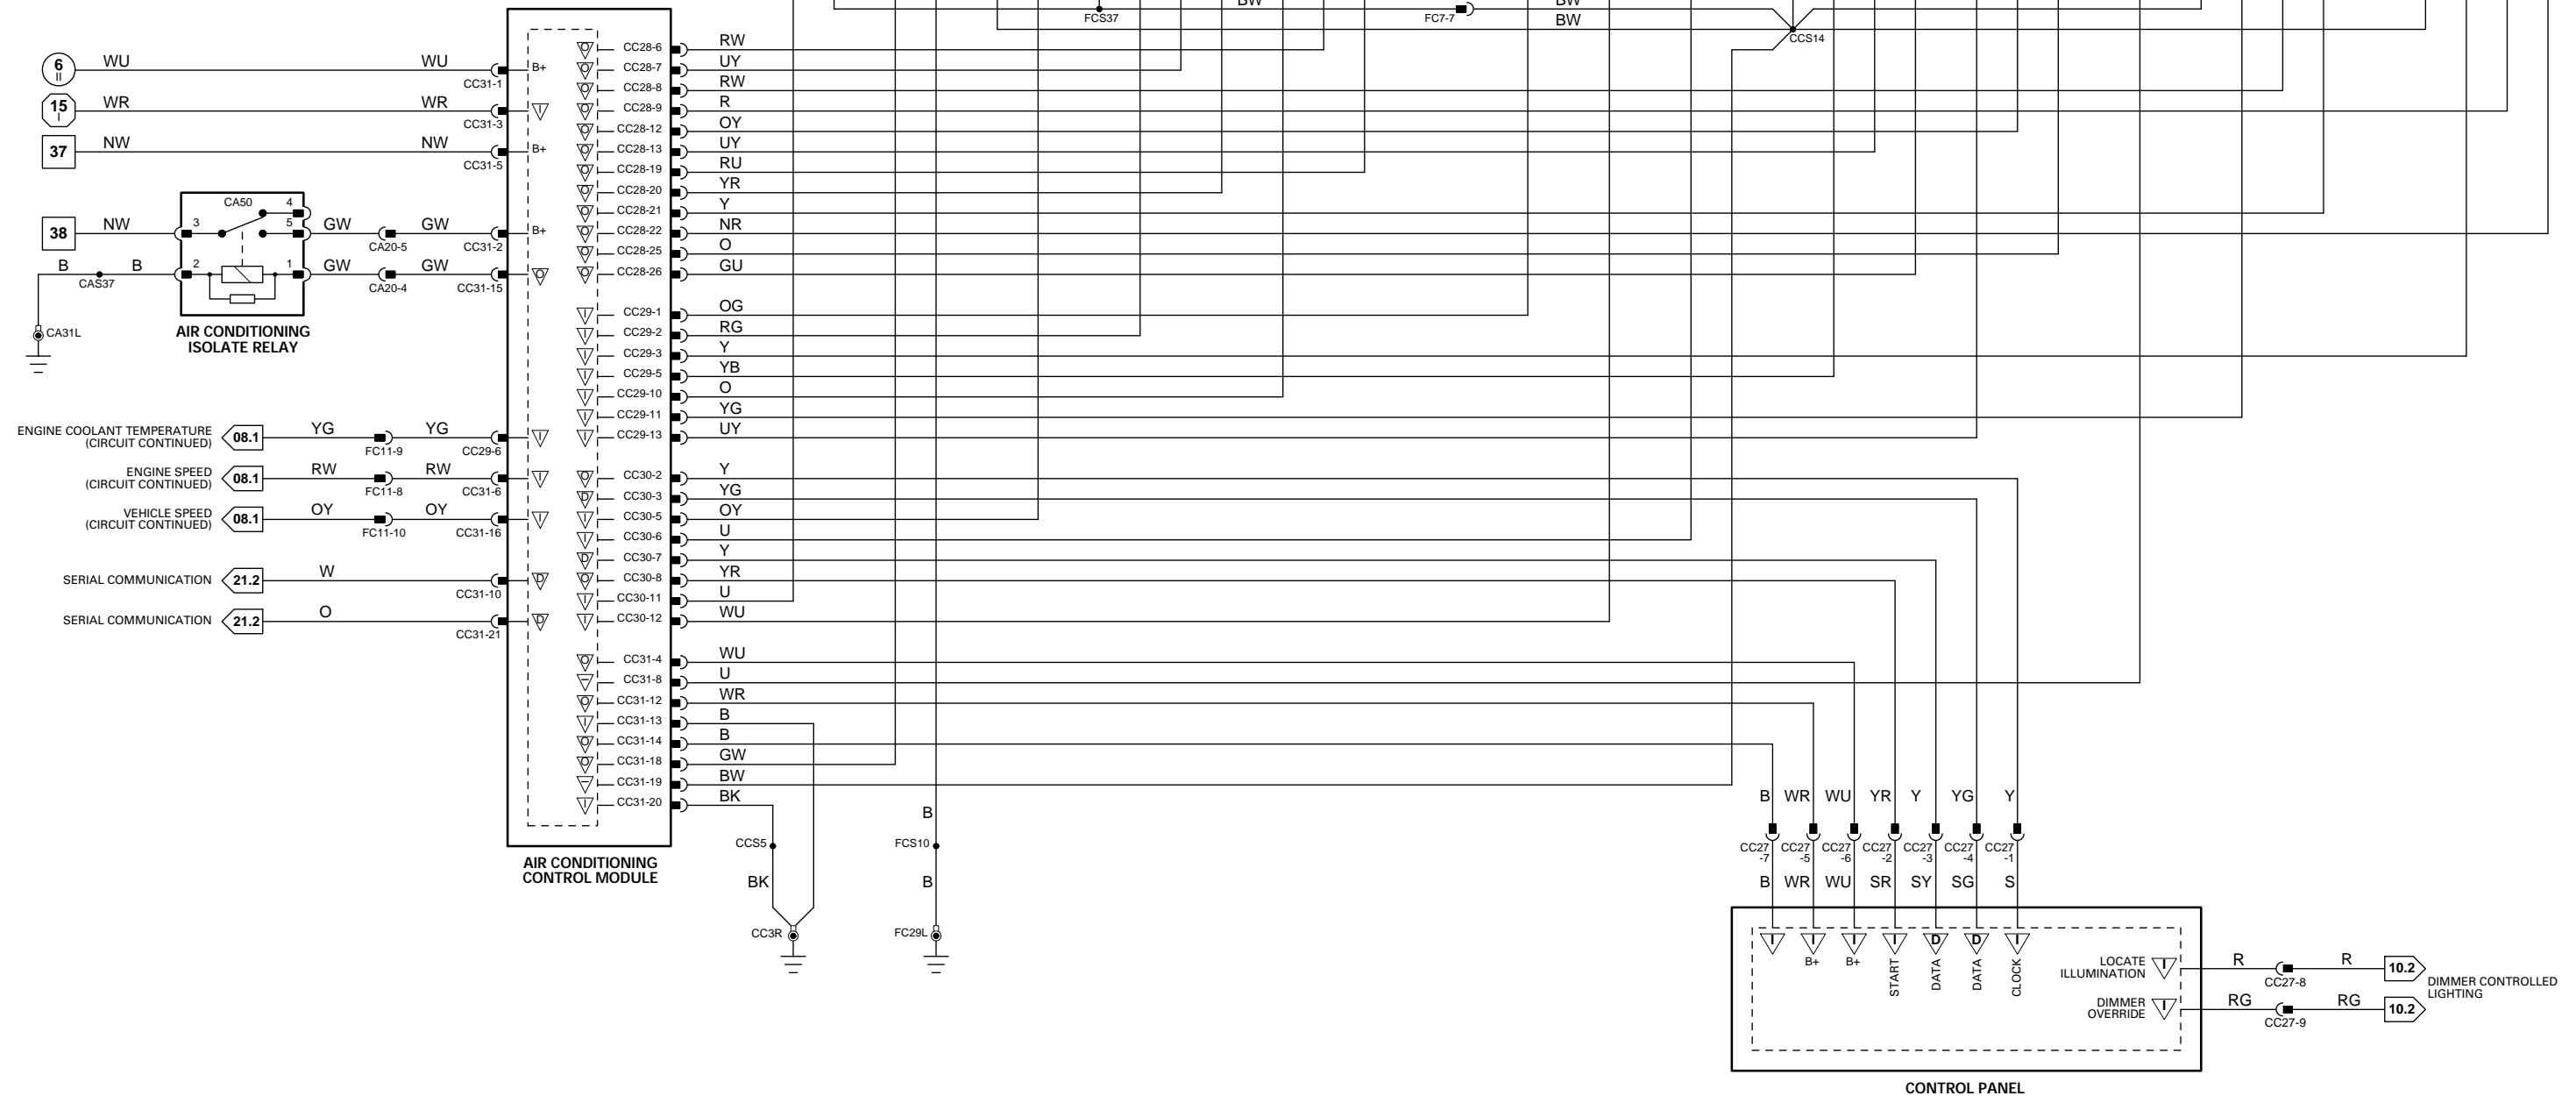 BW
BW
BW
FCS37
FC7-7
CCS14
6
II
WU
WU
CC31-1
B+
15
I
WR
WR
CC31-3
I
37
NW
NW
CC31-5
B+
38
NW
CA50
3
4
5
GW
GW
CA20-5
CC31-2
B+
B
B
CAS37
2
1
GW
GW
CA20-4
CC31-15
O
CA31L
AIR CONDITIONING
ISOLATE RELAY
ENGINE COOLANT TEMPERATURE
(CIRCUIT CONTINUED)
08.1
YG
YG
FC11-9
CC29-6
I
ENGINE SPEED
(CIRCUIT CONTINUED)
08.1
RW
RW
FC11-8
CC31-6
I
VEHICLE SPEED
(CIRCUIT CONTINUED)
08.1
OY
OY
FC11-10
CC31-16
I
SERIAL COMMUNICATION
21.2
W
CC31-10
D
SERIAL COMMUNICATION
21.2
O
CC31-21
D
O CC28-6 RW
O CC28-7 UY
O CC28-8 RW
O CC28-9 R
O CC28-12 OY
O CC28-13 UY
O CC28-19 RU
O CC28-20 YR
O CC28-21 Y
O CC28-22 NR
O CC28-25 O
O CC28-26 GU
I CC29-1 OG
I CC29-2 RG
I CC29-3 Y
I CC29-5 YB
I CC29-10 O
I CC29-11 YG
I CC29-13 UY
O CC30-2 Y
D CC30-3 YG
I CC30-5 OY
I CC30-6 U
D CC30-7 Y
O CC30-8 YR
I CC30-11 U
I CC30-12 WU
O CC31-4 WU
CC31-8 U
O CC31-12 WR
I CC31-13 B
O CC31-14 B
O CC31-18 GW
CC31-19 BW
I CC31-20 BK
AIR CONDITIONING
CONTROL MODULE
CCS5
BK
CC3R
B
FCS10
B
FC29L
B WR WU YR Y YG Y
CC27 CC27 CC27 CC27 CC27 CC27 CC27
-7 -5 -6 -2 -3 -4 -1
B WR WU SR SY SG S
I I I I D D I
B+ B+ START DATA DATA CLOCK
LOCATE
ILLUMINATION
I
R
CC27-8
R
10.2
DIMMER
OVERRIDE
I
RG
CC27-9
RG
10.2
DIMMER CONTROLLED
LIGHTING
CONTROL PANEL